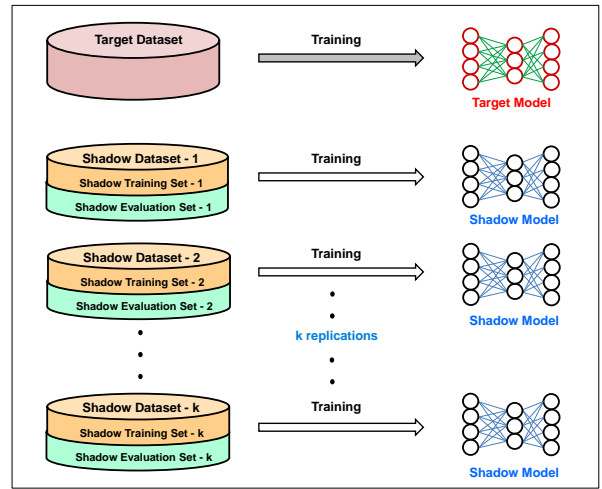 Target Dataset
Training
Target Model
Shadow Dataset - 1
Shadow Training Set - 1
Shadow Evaluation Set - 1
Training
Shadow Model
Shadow Dataset - 2
Shadow Training Set - 2
Shadow Evaluation Set - 2
Training
Shadow Model
k replications
Shadow Dataset - k
Shadow Training Set - k
Shadow Evaluation Set - k
Training
Shadow Model